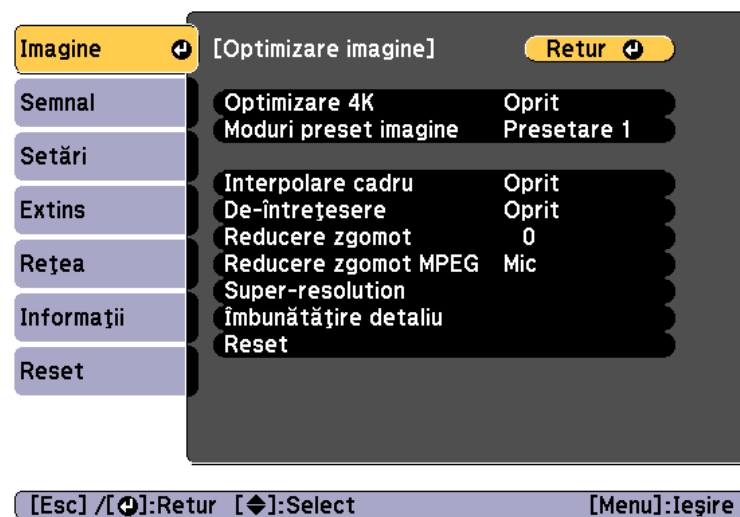 Imagine
[Optimizare imagine] Retur
Semnal
Optimizare 4K Oprit
Moduri preset imagine Presetare 1
Setări
Interpolare cadru Oprit
Extins
De-întreţesere Oprit
Reducere zgomot 0
Reţea
Reducere zgomot MPEG Mic
Super-resolution
Informaţii
Îmbunătăţire detaliu
Reset
Reset
[Esc] /[ ]:Retur [ ]:Select [Menu]:Ieşire